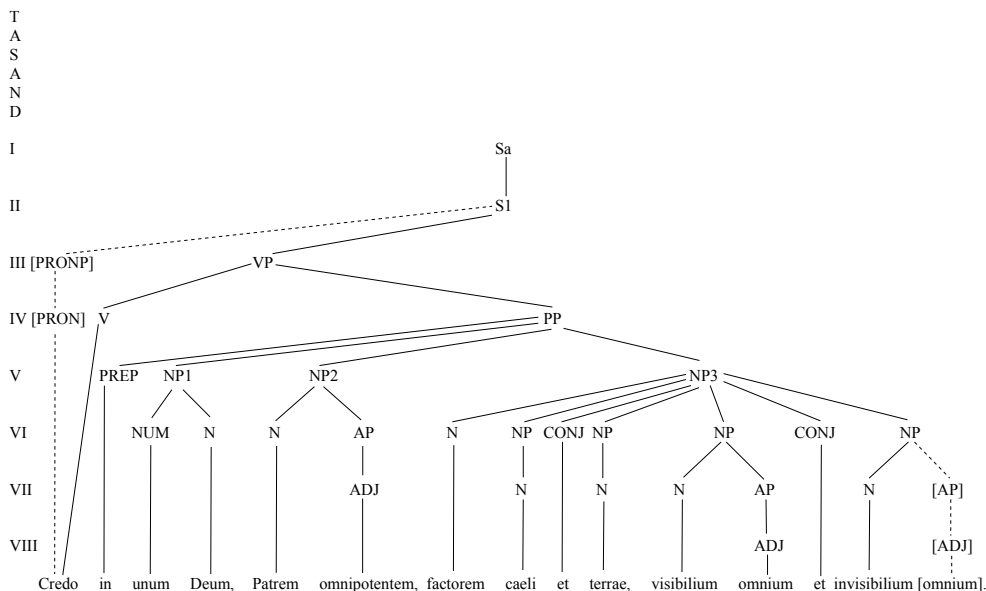 T
A
S
A
N
D
I Sa
II S1
III [PRONP] VP
IV [PRON] V PP
V PREP NP1 NP2 NP3
VI NUM N N AP N NP CONJ NP NP CONJ NP
VII ADJ N N N AP N [AP]
VIII ADJ [ADJ]
Credo in unum Deum, Patrem omnipotentem, factorem caeli et terrae, visibilium omnium et invisibilium [omnium].